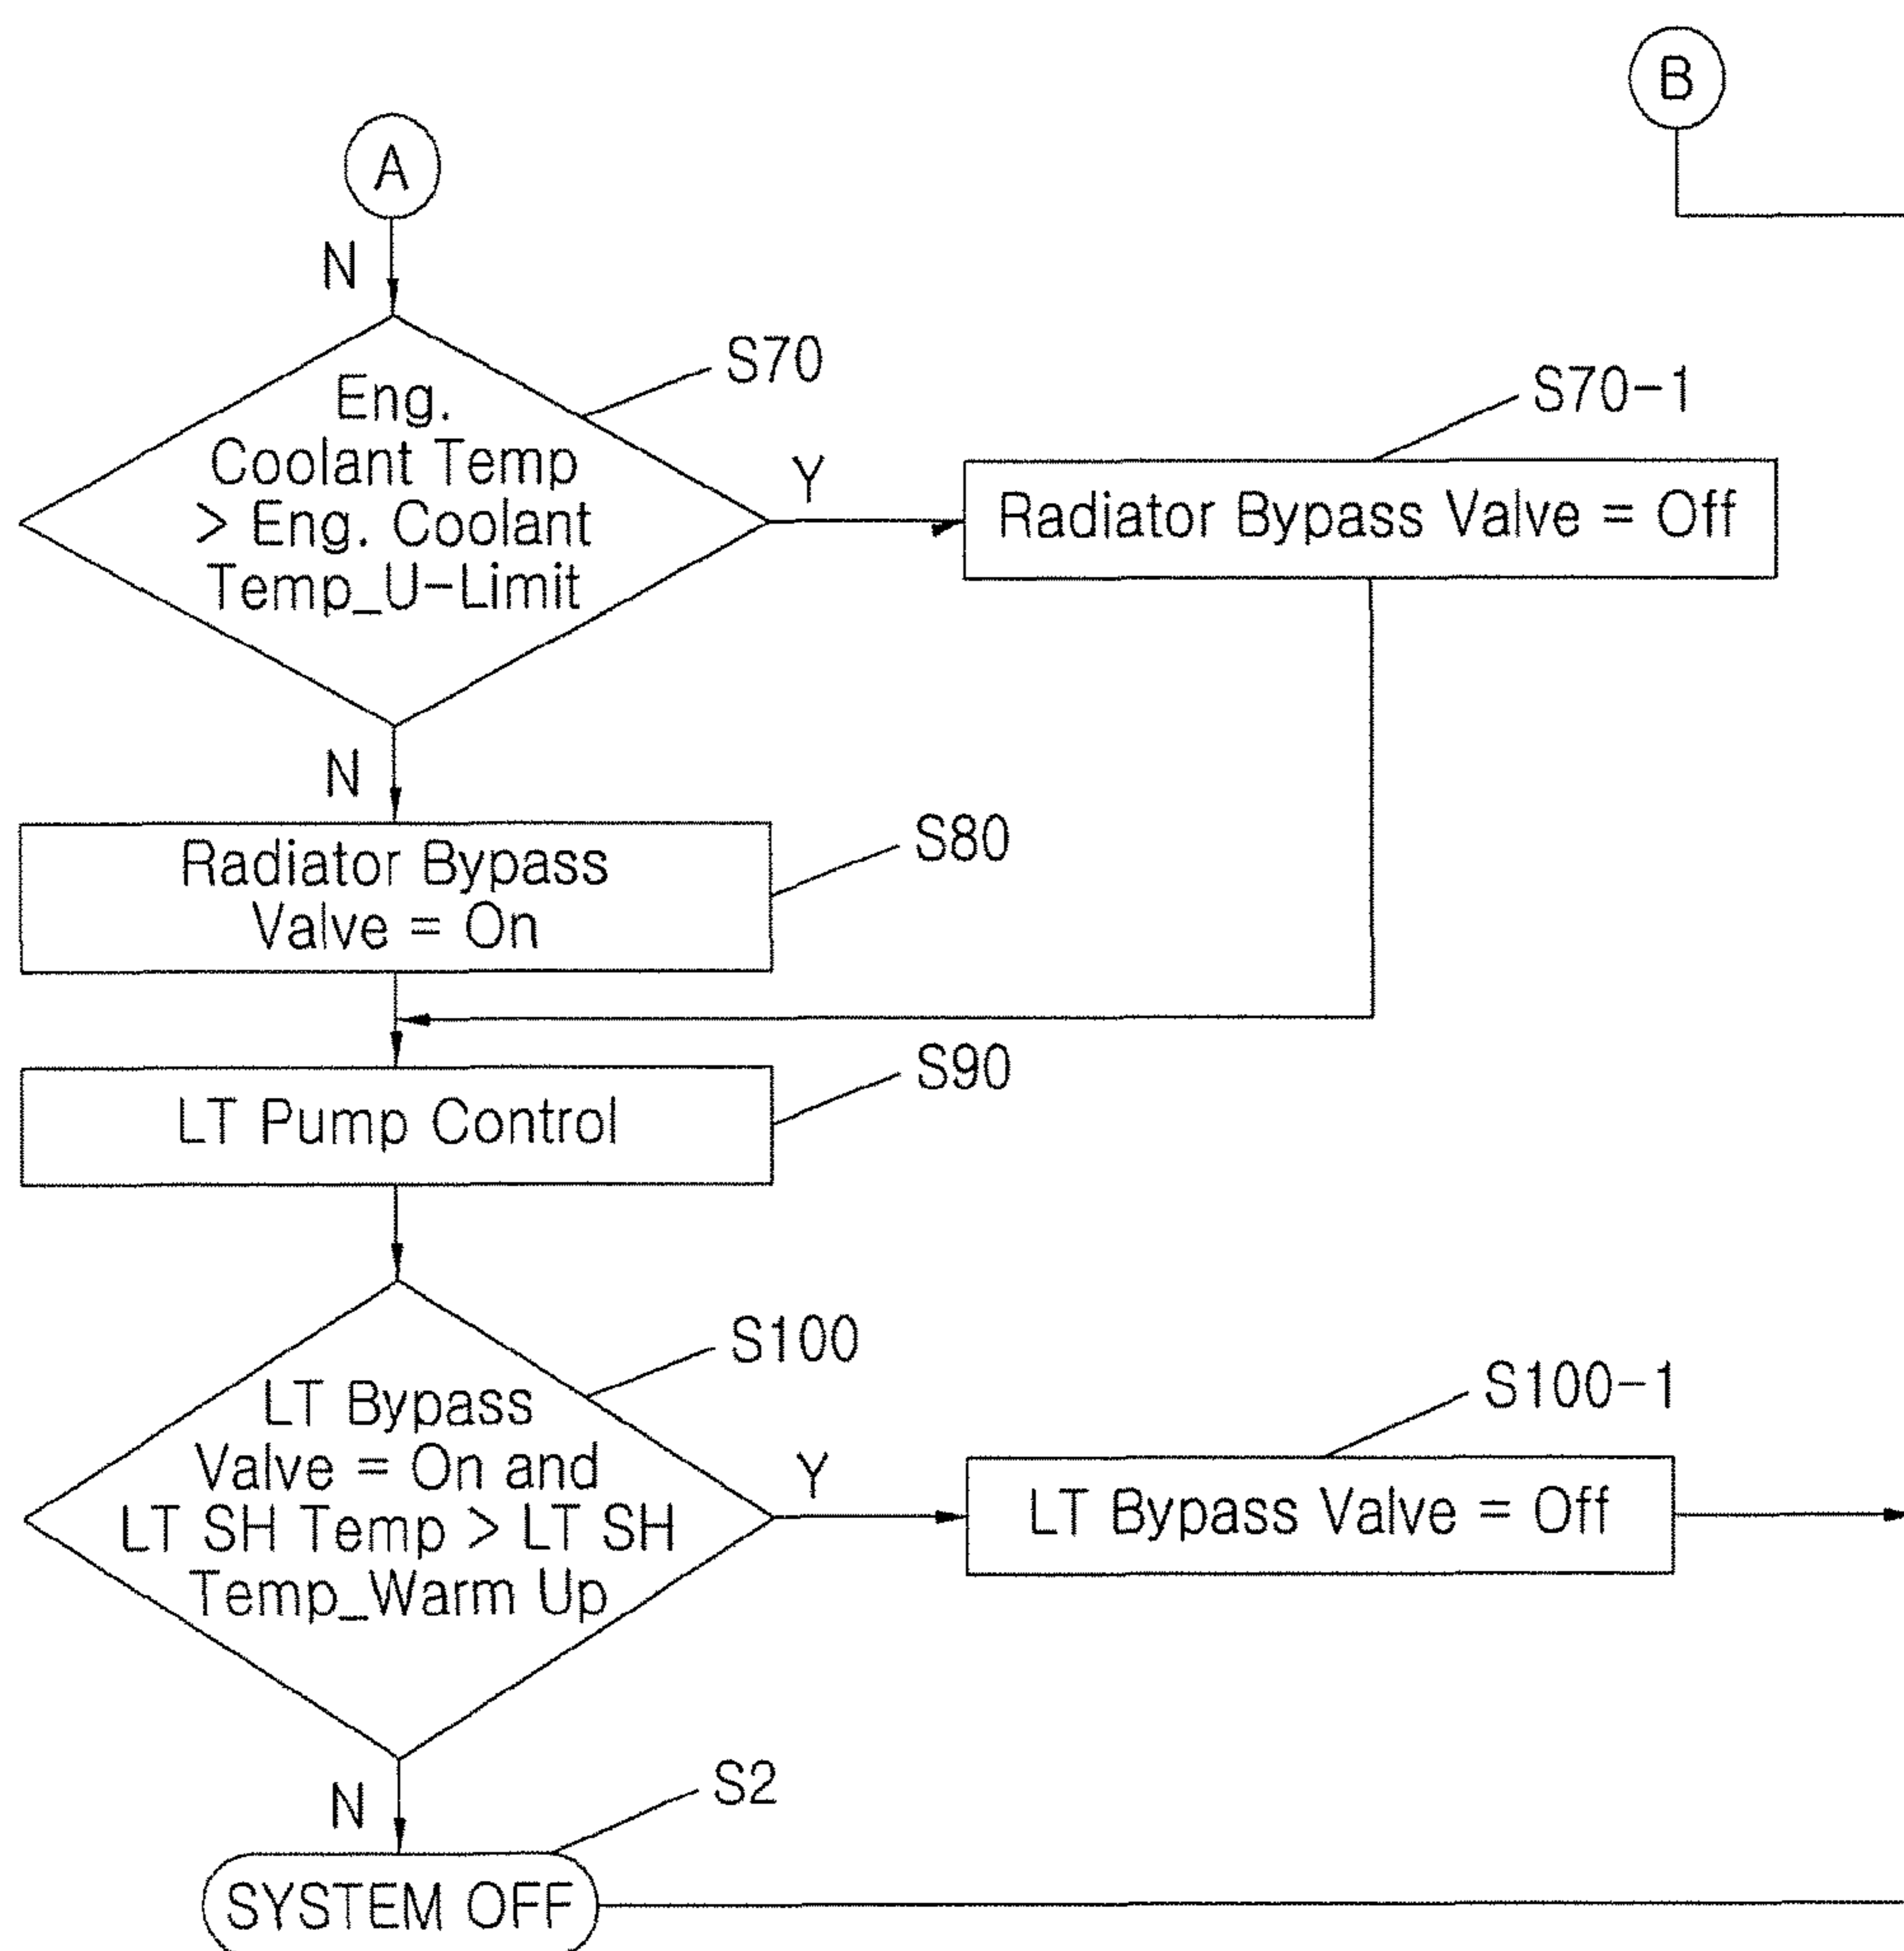 B
A
N
S70
Eng.
Coolant Temp
> Eng. Coolant
Temp_U-Limit
Y
S70-1
Radiator Bypass Valve = Off
N
S80
Radiator Bypass
Valve = On
S90
LT Pump Control
S100
LT Bypass
Valve = On and
LT SH Temp > LT SH
Temp_Warm Up
Y
S100-1
LT Bypass Valve = Off
N
S2
SYSTEM OFF